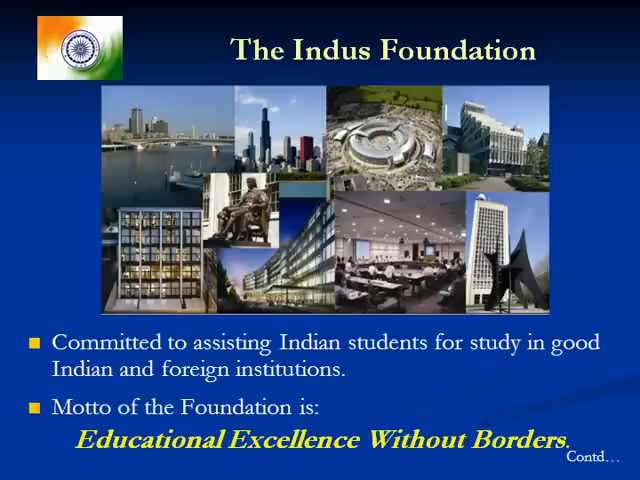 The Indus Foundation
Committed to assisting Indian students for study in good
Indian and foreign institutions.
Motto of the Foundation is:
Educational Excellence Without Borders.
Contd…